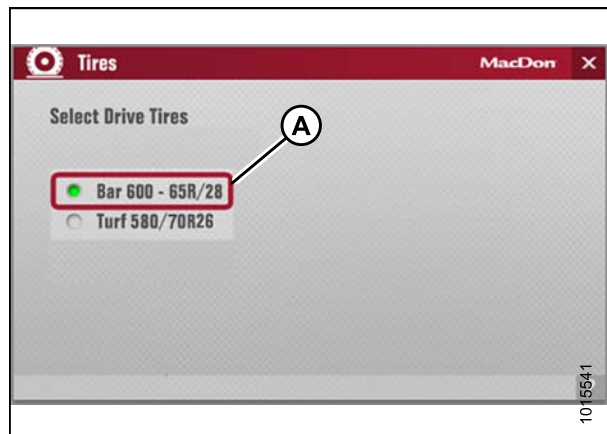 Tires
MacDon
X
Select Drive Tires
A
Bar 600 - 65R/28
Turf 580/70R26
1015541